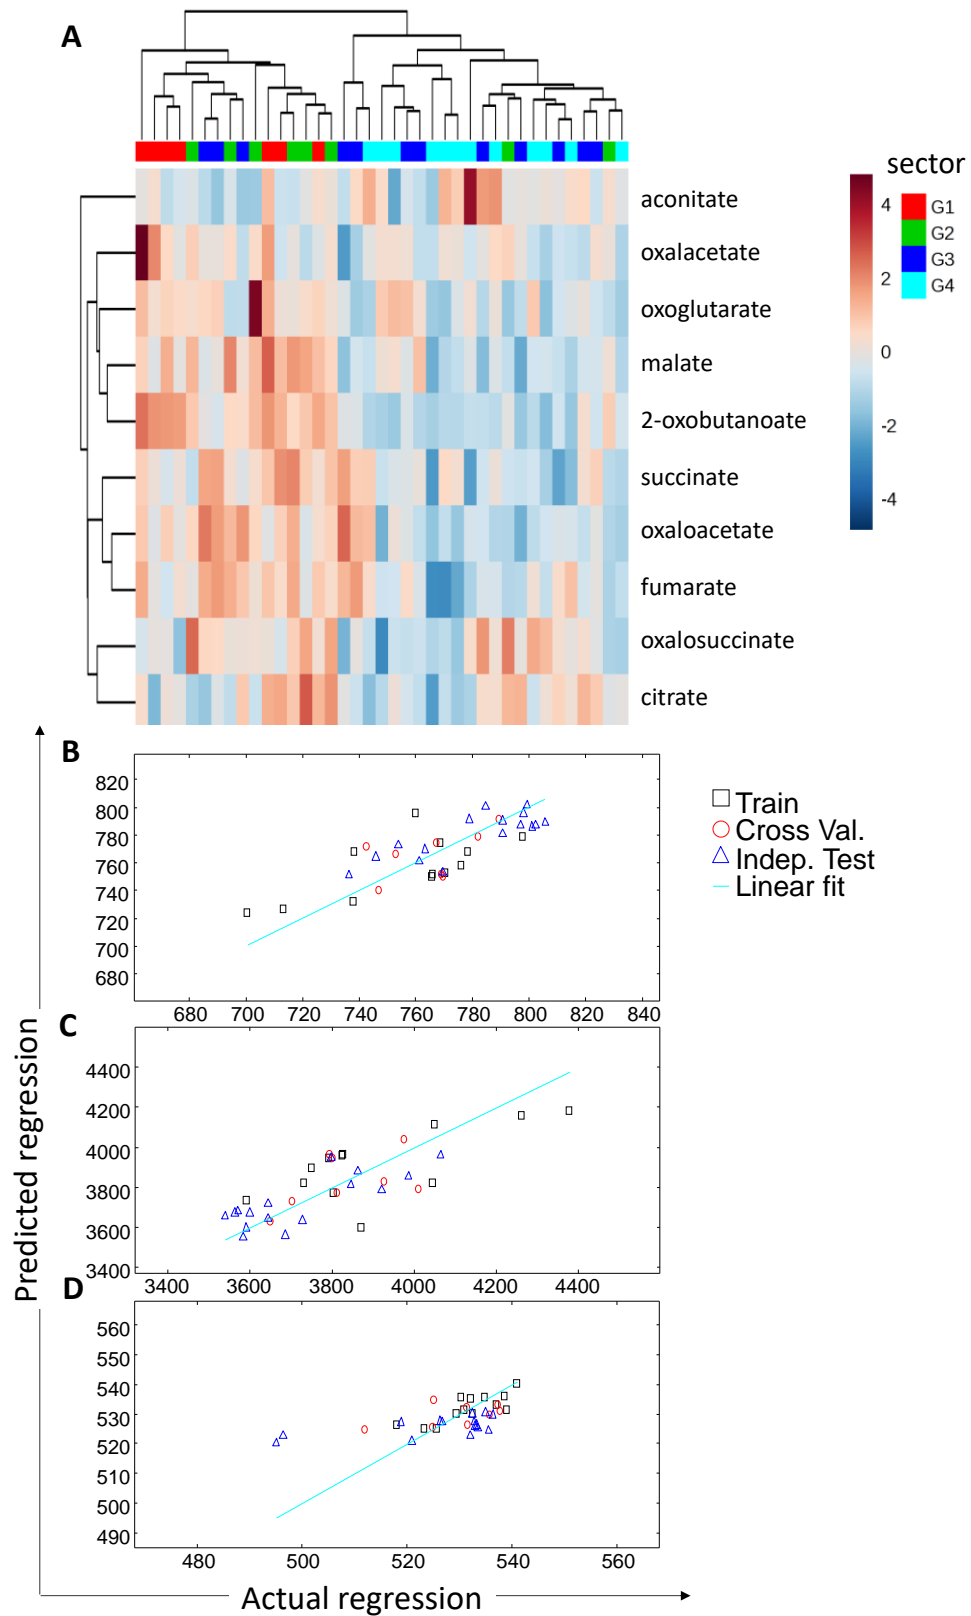 A
sector
4
2
0
-2
-4
G1
G2
G3
G4
aconitate
oxalacetate
oxoglutarate
malate
2-oxobutanoate
succinate
oxaloacetate
fumarate
oxalosuccinate
citrate
B
820
800
780
760
740
720
700
680
680 700 720 740 760 780 800 820 840
Train
Cross Val.
Indep. Test
Linear fit
C
4400
4200
4000
3800
3600
3400
3400 3600 3800 4000 4200 4400
D
560
550
540
530
520
510
500
490
480 500 520 540 560
Predicted regression
Actual regression